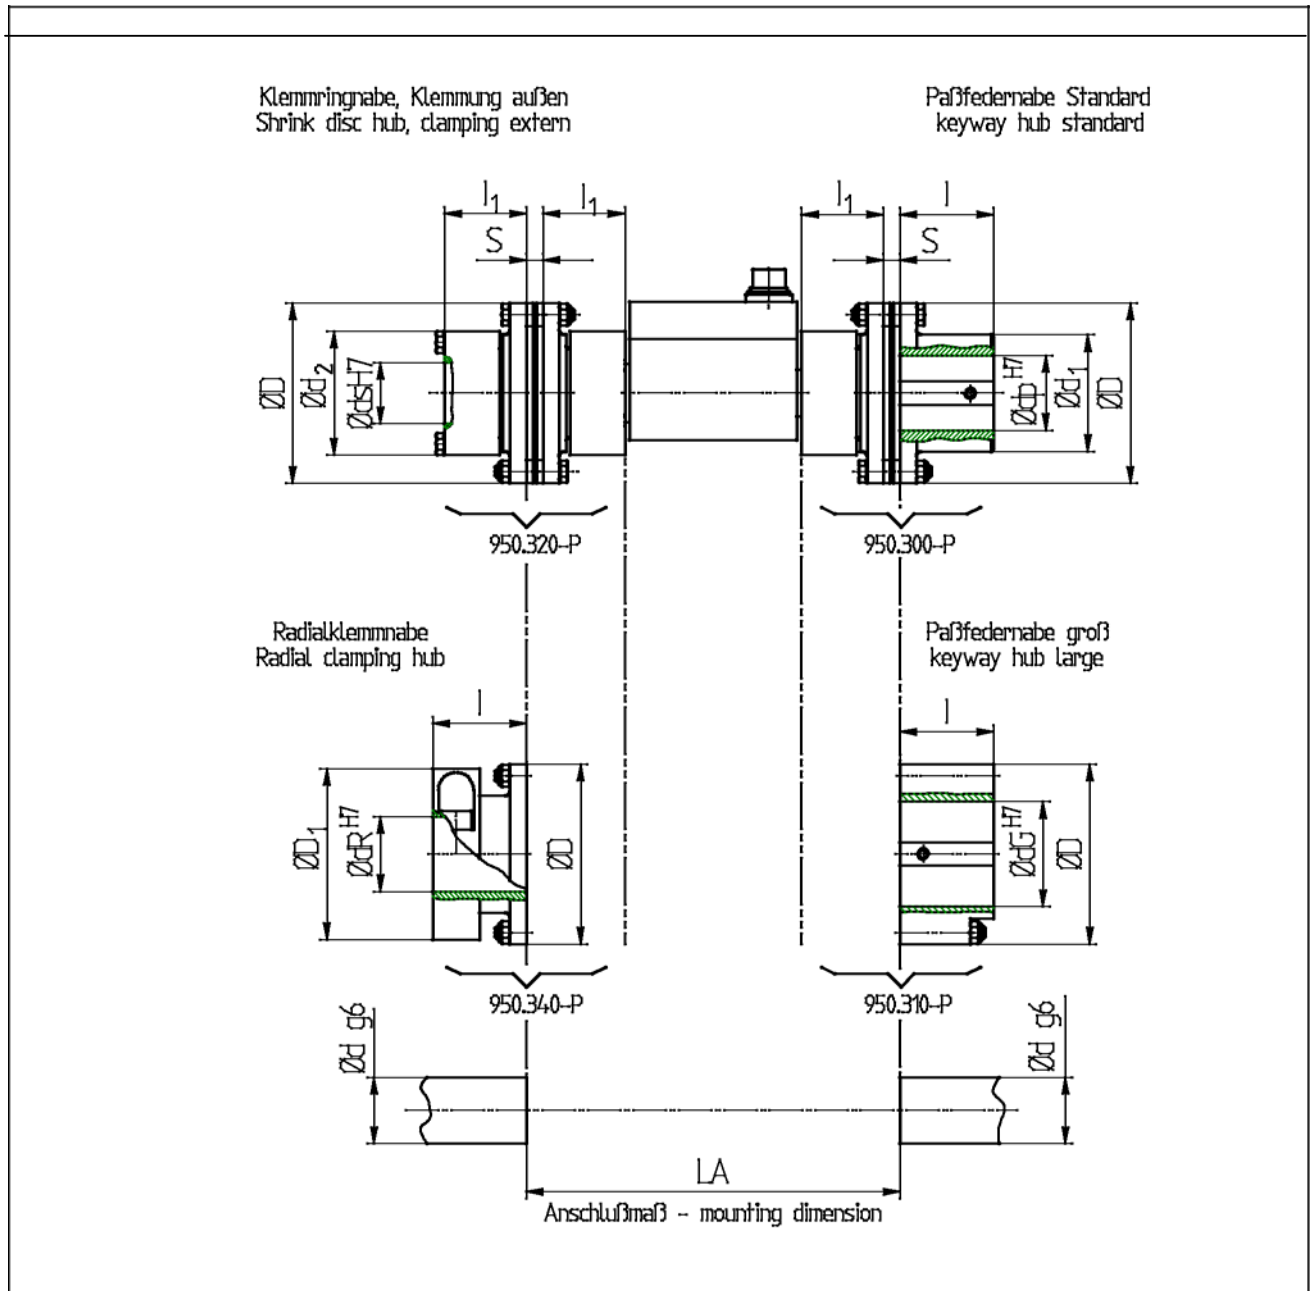 Klemmringnabe, Klemmung außen
Shrink disc hub, clamping extern
Paßfedernabe Standard
keyway hub standard
l₁
l₁
l₁
l
S
S
ØD
Ød₂
ØdsH7
Ødp H7
Ød₁
ØD
950.320-P
950.300-P
Radialklemmnabe
Radial clamping hub
Paßfedernabe groß
keyway hub large
l
l
ØD₁
ØdR H7
ØD
ØdG H7
ØD
950.340-P
950.310-P
Ød g6
Ød g6
LA
Anschlußmaß - mounting dimension